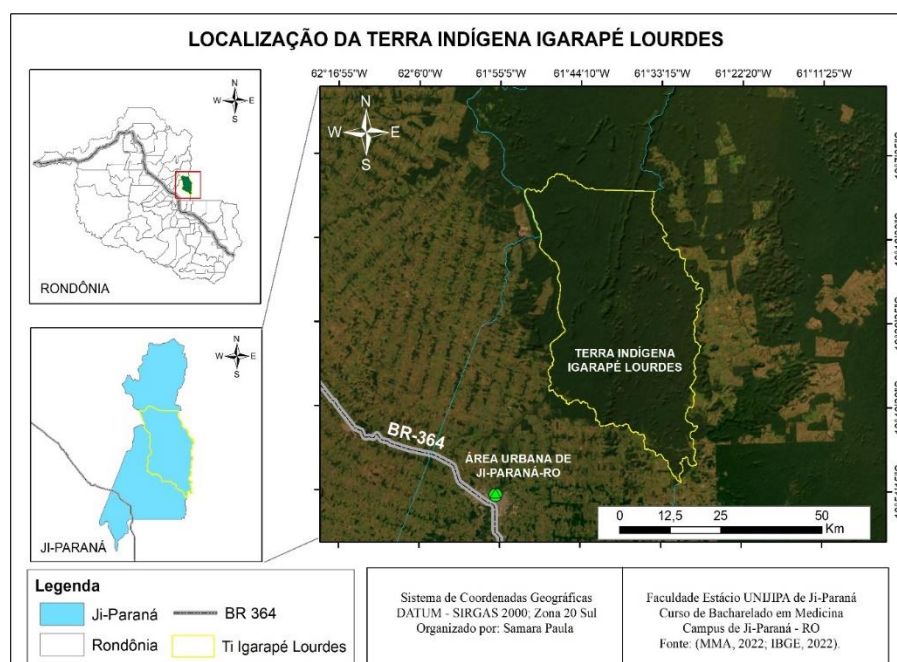 LOCALIZAÇÃO DA TERRA INDÍGENA IGARAPÉ LOURDES
N
W E
S
RONDÔNIA
N
W E
S
JI-PARANÁ
62°16'55"W 62°6'0"W 61°55'5"W 61°44'10"W 61°33'15"W 61°22'20"W 61°11'25"W
N
W E
S
TERRA INDÍGENA
IGARAPÉ LOURDES
BR-364
ÁREA URBANA DE
JI-PARANÁ-RO
0 12,5 25 50
Km
Legenda
Ji-Paraná
BR 364
Rondônia
Ti Igarapé Lourdes
Sistema de Coordenadas Geográficas
DATUM - SIRGAS 2000; Zona 20 Sul
Organizado por: Samara Paula
Faculdade Estácio UNIJIPA de Ji-Paraná
Curso de Bacharelado em Medicina
Campus de Ji-Paraná - RO
Fonte: (MMA, 2022; IBGE, 2022).